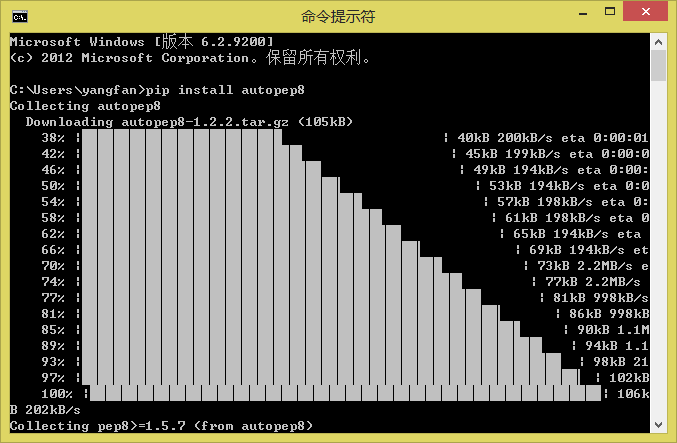 命令提示符
Microsoft Windows [版本 6.2.9200]
(c) 2012 Microsoft Corporation。保留所有权利。
C:\Users\yangfan>pip install autopep8
Collecting autopep8
Downloading autopep8-1.2.2.tar.gz (105kB)
38% | | 40kB 200kB/s eta 0:00:01
42% | | 45kB 199kB/s eta 0:00:0
46% | | 49kB 194kB/s eta 0:00:
50% | | 53kB 194kB/s eta 0:0
54% | | 57kB 198kB/s eta 0:
58% | | 61kB 198kB/s eta 0
62% | | 65kB 194kB/s eta
66% | | 69kB 194kB/s et
70% | | 73kB 2.2MB/s e
74% | | 77kB 2.2MB/s
77% | | 81kB 998kB/s
81% | | 86kB 998kB
85% | | 90kB 1.1M
89% | | 94kB 1.1
93% | | 98kB 21
97% | | 102kB
100% | | 106k
B 202kB/s
Collecting pep8>=1.5.7 (from autopep8)